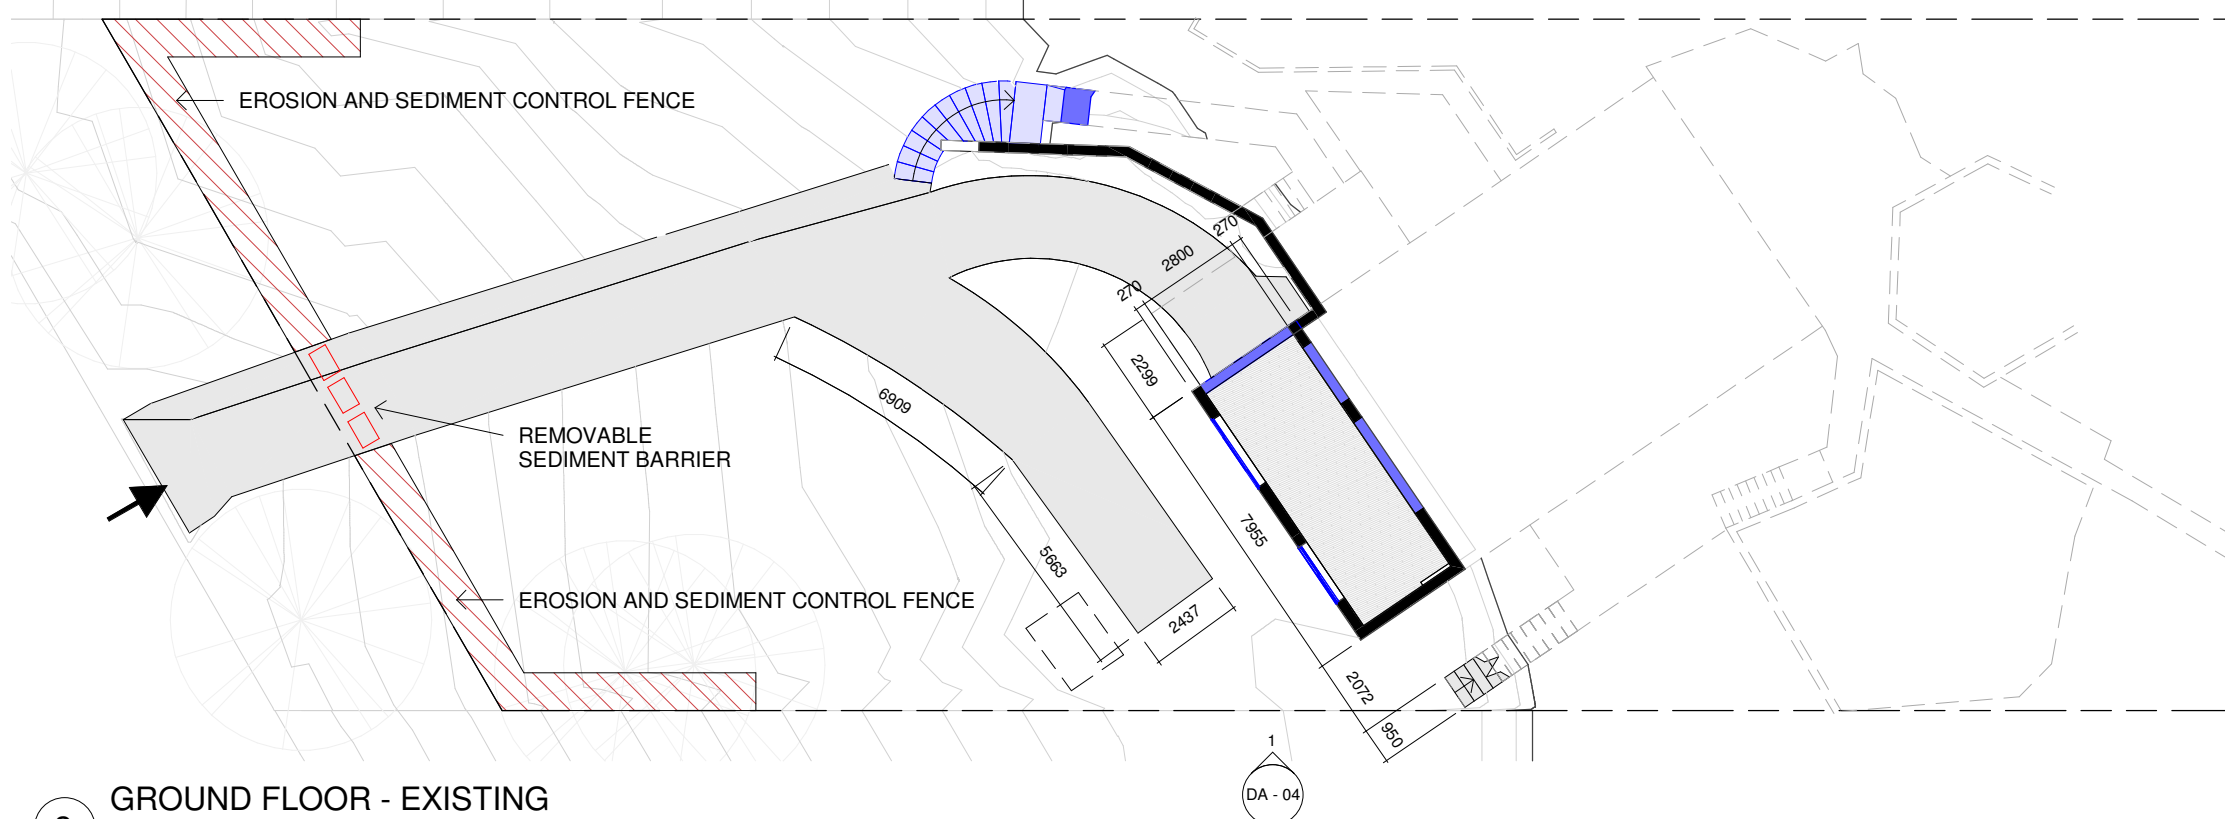 EROSION AND SEDIMENT CONTROL FENCE
270
2800
270
2299
6909
REMOVABLE
SEDIMENT BARRIER
7955
5663
EROSION AND SEDIMENT CONTROL FENCE
2437
2072
950
1
DA - 04
GROUND FLOOR - EXISTING